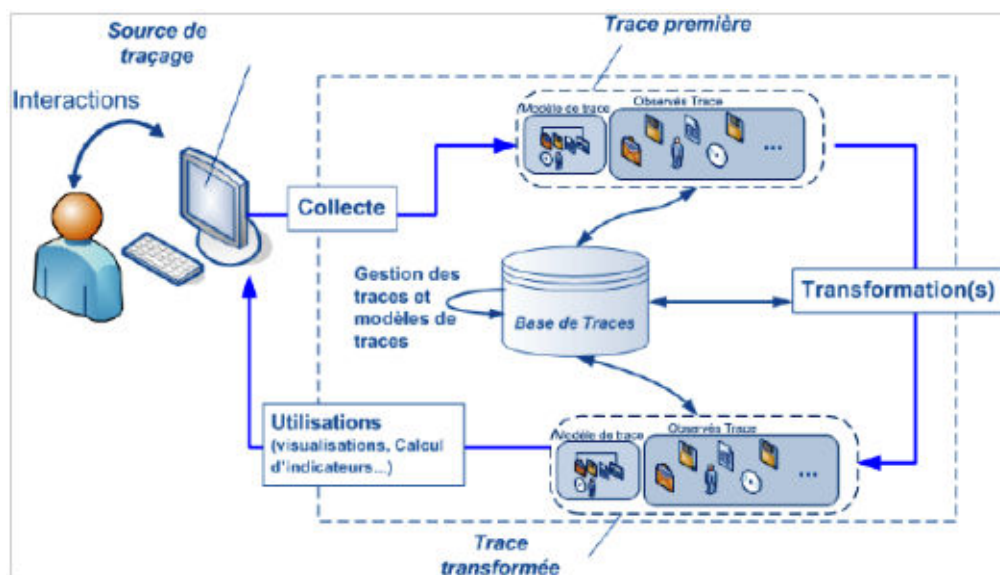 Source de
traçage
Trace première
Interactions
Modèle de trace
Observés Trace
...
Collecte
Gestion des
traces et
modèles de
traces
Base de Traces
Transformation(s)
Utilisations
(visualisations, Calcul
d'indicateurs...)
Modèle de trace
Observés Trace
...
Trace
transformée